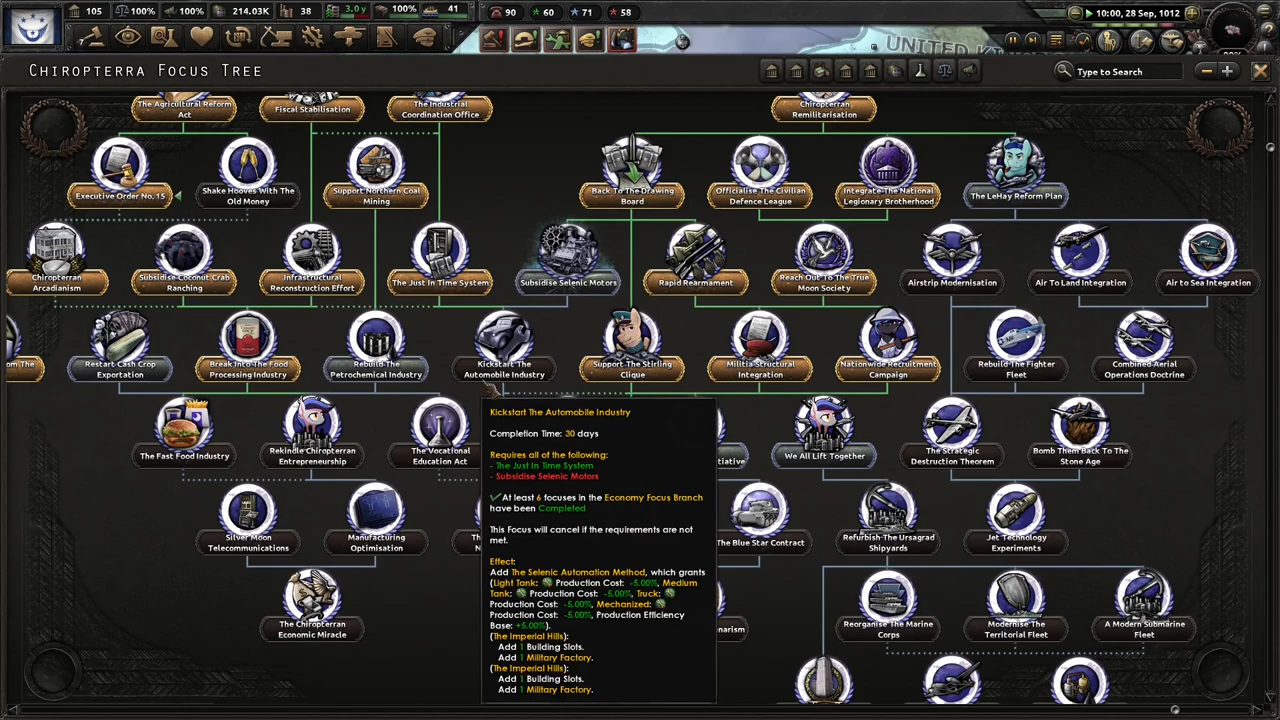 105
100%
100%
214.03K
38
3.0 y
100%
41
90
60
71
58
10:00, 28 Sep, 1012
7
UNITED KI
CHIROPTERRA FOCUS TREE
Type to Search
The Agricultural Reform
Act
Fiscal Stabilisation
The Industrial
Coordination Office
Chiropterran
Remilitarisation
Executive Order No. 15
Shake Hooves With The
Old Money
Support Northern Coal
Mining
Back To The Drawing
Board
Officialise The Civilian
Defence League
Integrate The National
Legionary Brotherhood
The LeHay Reform Plan
Chiropterran
Arcadianism
Subsidise Coconut Crab
Ranching
Infrastructural
Reconstruction Effort
The Just In Time System
Subsidise Selenic Motors
Rapid Rearmament
Reach Out To The True
Moon Society
Airstrip Modernisation
Air To Land Integration
Air to Sea Integration
om The
Restart Cash Crop
Exportation
Break Into The Food
Processing Industry
Rebuild The
Petrochemical Industry
Kickstart The
Automobile Industry
Support The Stirling
Clique
Militia Structural
Integration
Nationwide Recruitment
Campaign
Rebuild The Fighter
Fleet
Combined Aerial
Operations Doctrine
The Fast Food Industry
Rekindle Chiropterran
Entrepreneurship
The Vocational
Education Act
tiative
We All Lift Together
The Strategic
Destruction Theorem
Bomb Them Back To The
Stone Age
Kickstart The Automobile Industry
Completion Time: 30 days
Requires all of the following:
- The Just In Time System
- Subsidise Selenic Motors
At least 6 focuses in the Economy Focus Branch
have been Completed
This Focus will cancel if the requirements are not
met.
Effect:
Add The Selenic Automation Method, which grants
(Light Tank: Production Cost: -5.00%, Medium
Tank: Production Cost: -5.00%, Truck:
Production Cost: -5.00%, Mechanized:
Production Cost: -5.00%, Production Efficiency
Base: +5.00%).
(The Imperial Hills):
Add 1 Building Slots.
Add 1 Military Factory.
(The Imperial Hills):
Add 1 Building Slots.
Add 1 Military Factory.
Silver Moon
Telecommunications
Manufacturing
Optimisation
Th
N
The Blue Star Contract
Refurbish The Ursagrad
Shipyards
Jet Technology
Experiments
The Chiropterran
Economic Miracle
narism
Reorganise The Marine
Corps
Modernise The
Territorial Fleet
A Modern Submarine
Fleet